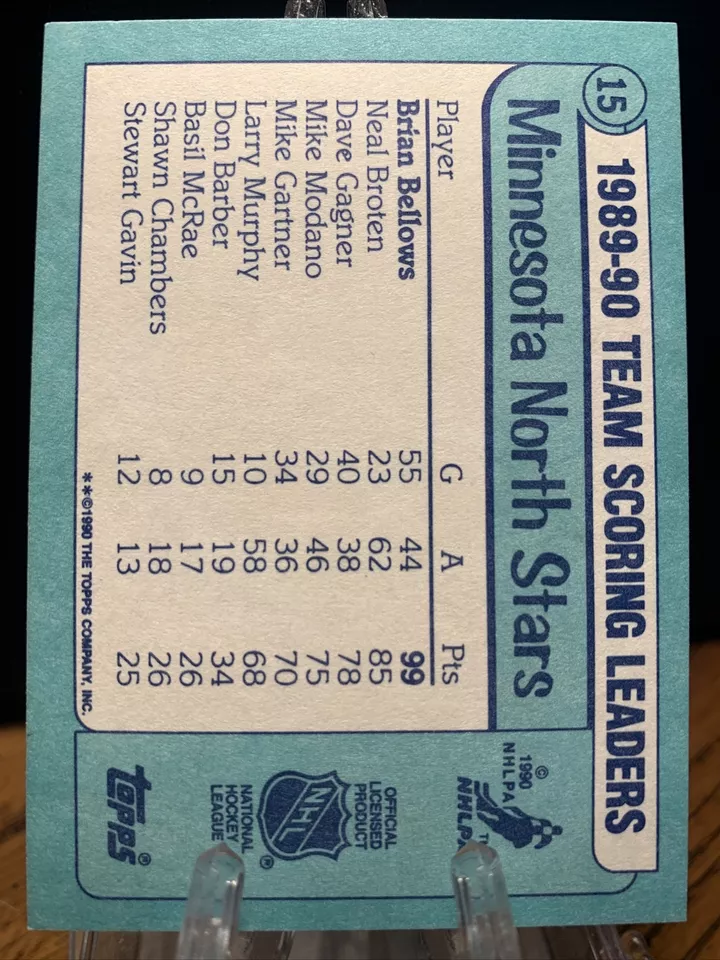 15
1989-90 TEAM SCORING LEADERS
Minnesota North Stars
Player G A Pts
Brian Bellows 55 44 99
Neal Broten 23 62 85
Dave Gagner 40 38 78
Mike Modano 29 46 75
Mike Gartner 34 36 70
Larry Murphy 10 58 68
Don Barber 15 19 34
Basil McRae 9 17 26
Shawn Chambers 8 18 26
Stewart Gavin 12 13 25
**©1990 THE TOPPS COMPANY, INC.
©
1990
NHLPA
NHLPA
OFFICIAL
LICENSED
PRODUCT
NHL
®
NATIONAL
HOCKEY
LEAGUE
TOPPS®